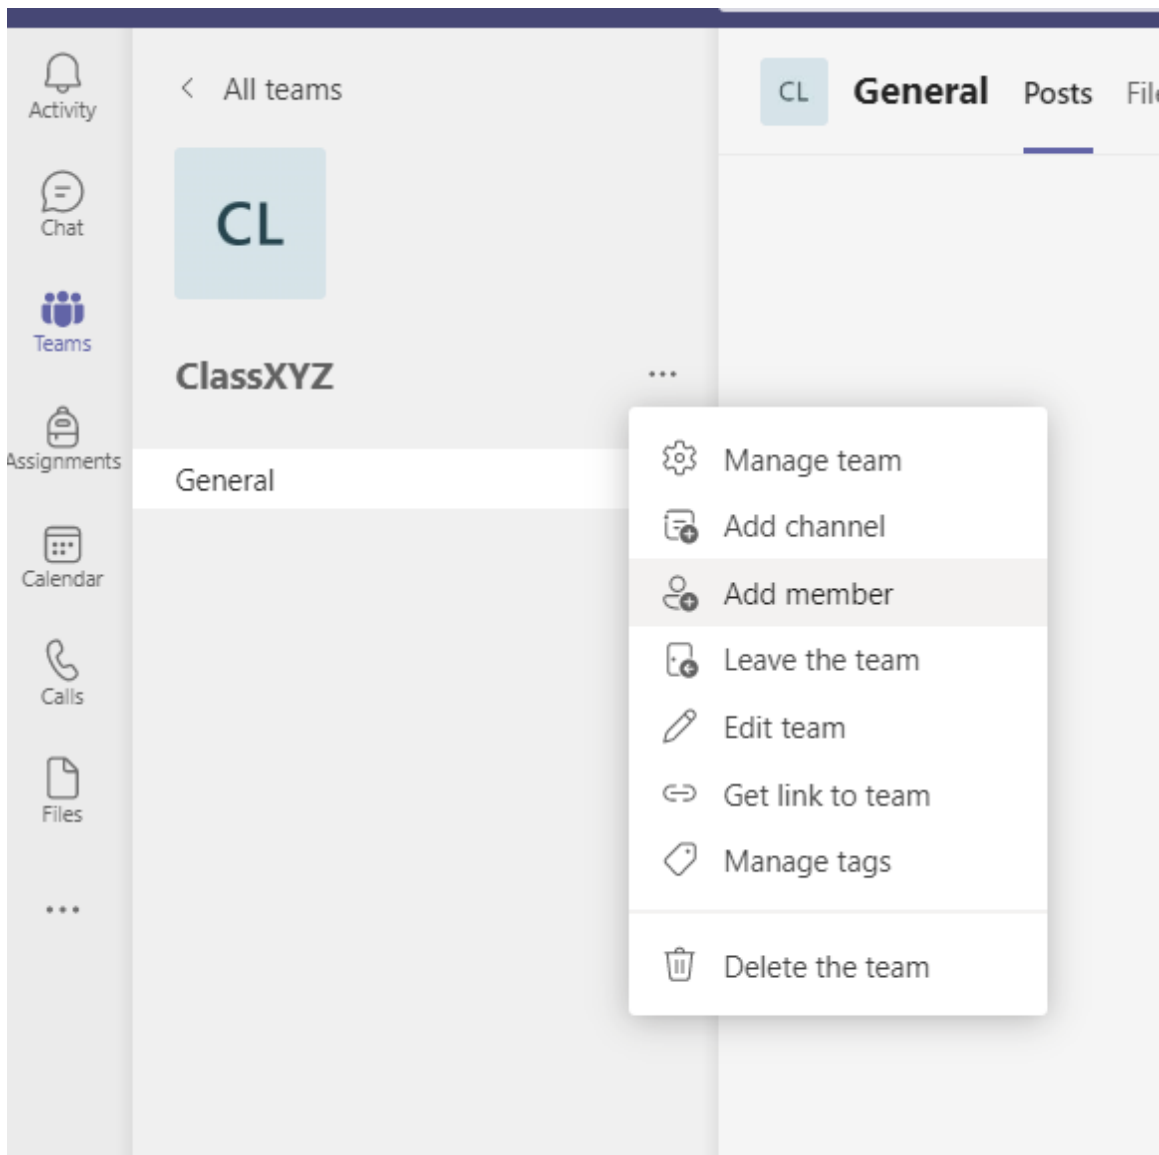 Activity
Chat
Teams
Assignments
Calendar
Calls
Files
All teams
CL
ClassXYZ
General
CL General Posts File
Manage team
Add channel
Add member
Leave the team
Edit team
Get link to team
Manage tags
Delete the team